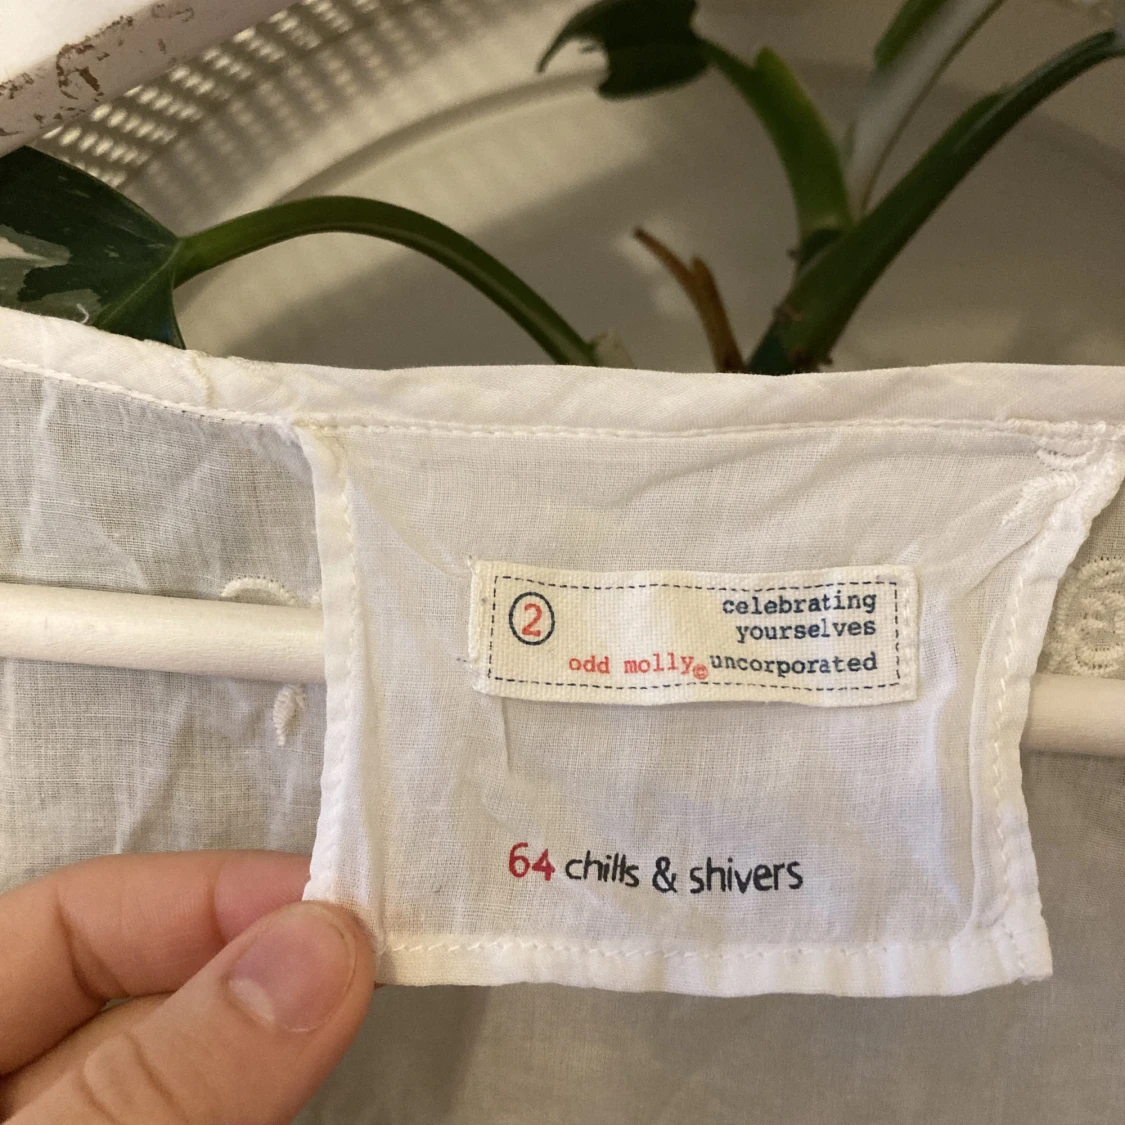 2
celebrating
yourselves
odd molly© uncorporated
64 chills & shivers